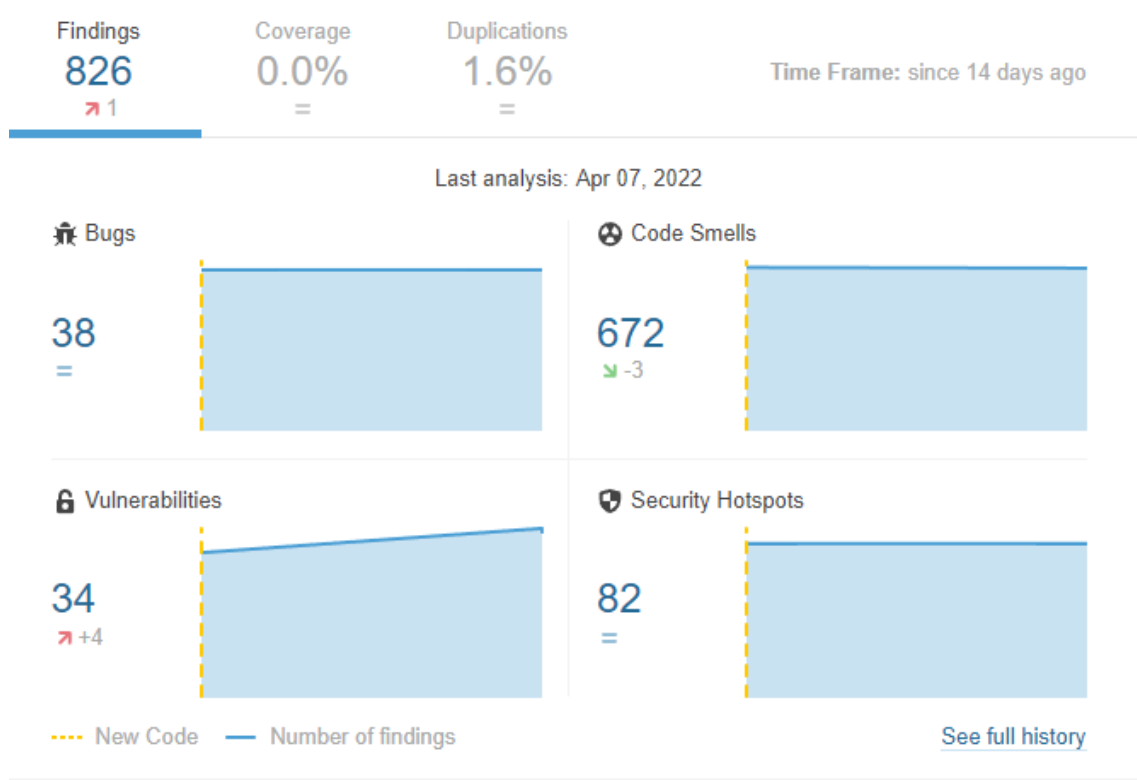 Findings Coverage Duplications
826 0.0% 1.6%
Time Frame: since 14 days ago
1 = =
Last analysis: Apr 07, 2022
Bugs
38
=
Code Smells
672
-3
Vulnerabilities
34
+4
Security Hotspots
82
=
New Code Number of findings See full history